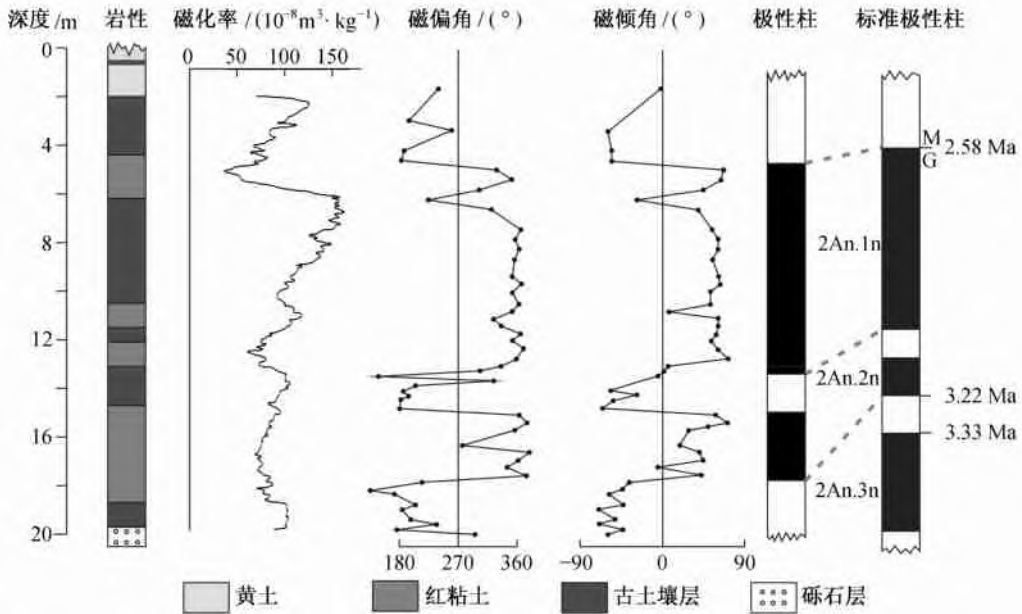 深度/m 岩性 磁化率/(10⁻⁸m³·kg⁻¹) 磁偏角/(°) 磁倾角/(°) 极性柱 标准极性柱
0 50 100 150
0
4
8
12
16
20
M
G
2.58 Ma
2An.1n
2An.2n
3.22 Ma
3.33 Ma
2An.3n
180 270 360 −90 0 90
黄土 红粘土 古土壤层 砾石层